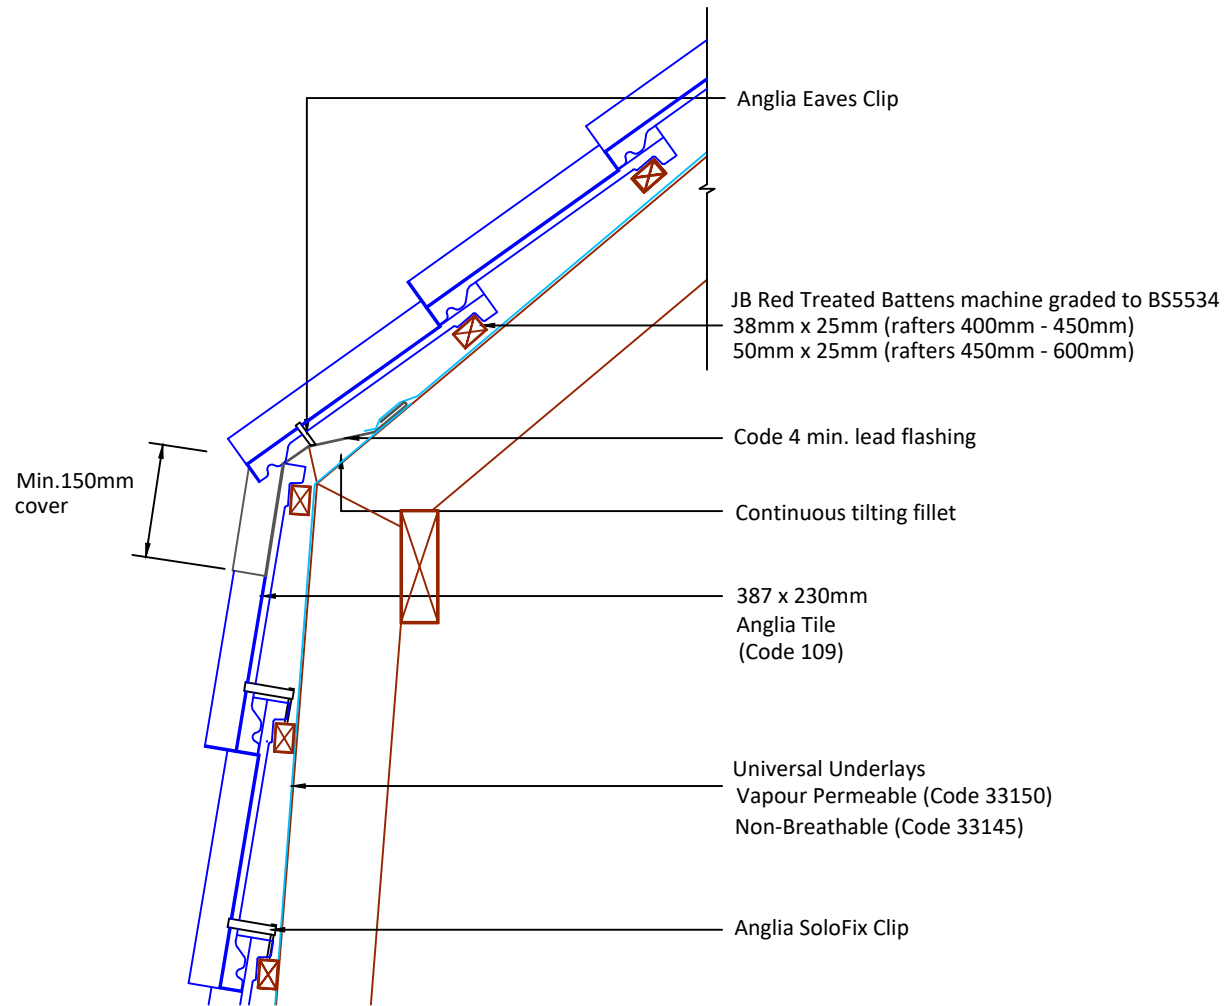 Anglia Eaves Clip
JB Red Treated Battens machine graded to BS5534
38mm x 25mm (rafters 400mm - 450mm)
50mm x 25mm (rafters 450mm - 600mm)
Code 4 min. lead flashing
Min.150mm
cover
Continuous tilting fillet
387 x 230mm
Anglia Tile
(Code 109)
Universal Underlays
Vapour Permeable (Code 33150)
Non-Breathable (Code 33145)
Anglia SoloFix Clip